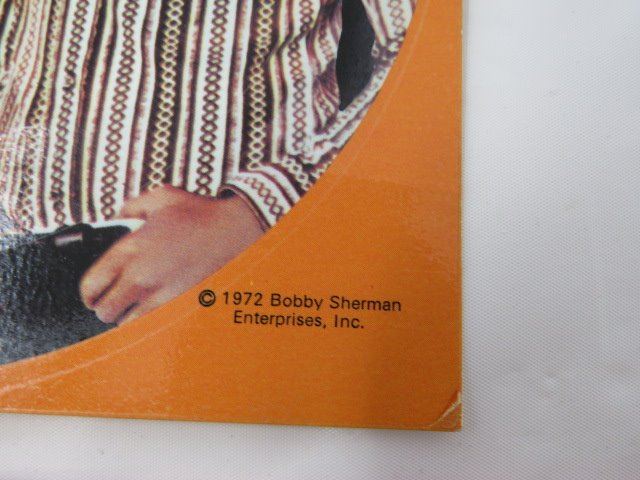 © 1972 Bobby Sherman
Enterprises, Inc.